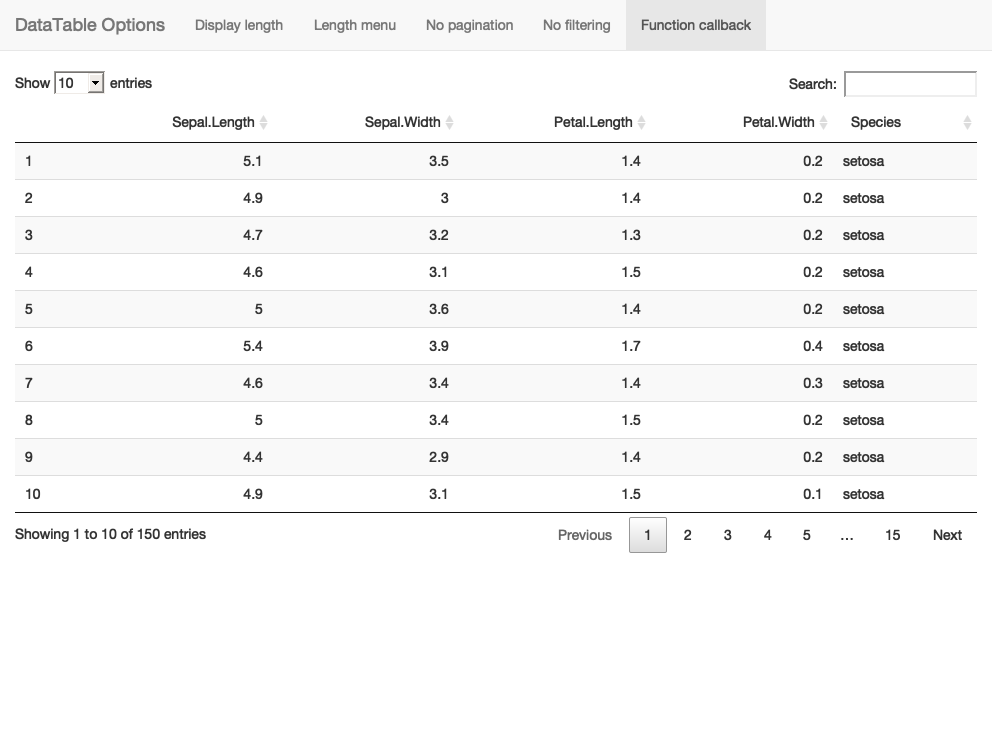 DataTable Options Display length Length menu No pagination No filtering Function callback
Show 10 entries Search:
Sepal.Length Sepal.Width Petal.Length Petal.Width Species
1 5.1 3.5 1.4 0.2 setosa
2 4.9 3 1.4 0.2 setosa
3 4.7 3.2 1.3 0.2 setosa
4 4.6 3.1 1.5 0.2 setosa
5 5 3.6 1.4 0.2 setosa
6 5.4 3.9 1.7 0.4 setosa
7 4.6 3.4 1.4 0.3 setosa
8 5 3.4 1.5 0.2 setosa
9 4.4 2.9 1.4 0.2 setosa
10 4.9 3.1 1.5 0.1 setosa
Showing 1 to 10 of 150 entries Previous 1 2 3 4 5 … 15 Next